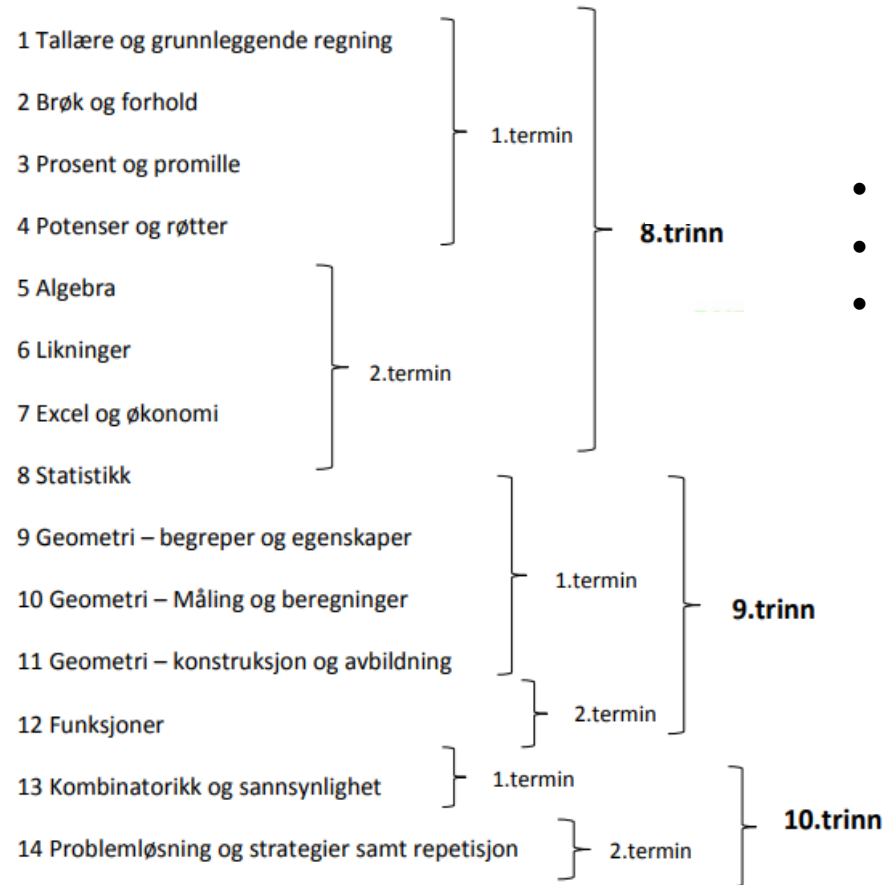 1 Tallære og grunnleggende regning
2 Brøk og forhold
1.termin
3 Prosent og promille
4 Potenser og røtter
8.trinn
5 Algebra
6 Likninger
2.termin
7 Excel og økonomi
8 Statistikk
9 Geometri – begreper og egenskaper
1.termin
10 Geometri – Måling og beregninger
9.trinn
11 Geometri – konstruksjon og avbildning
2.termin
12 Funksjoner
13 Kombinatorikk og sannsynlighet
1.termin
10.trinn
14 Problemløsning og strategier samt repetisjon
2.termin